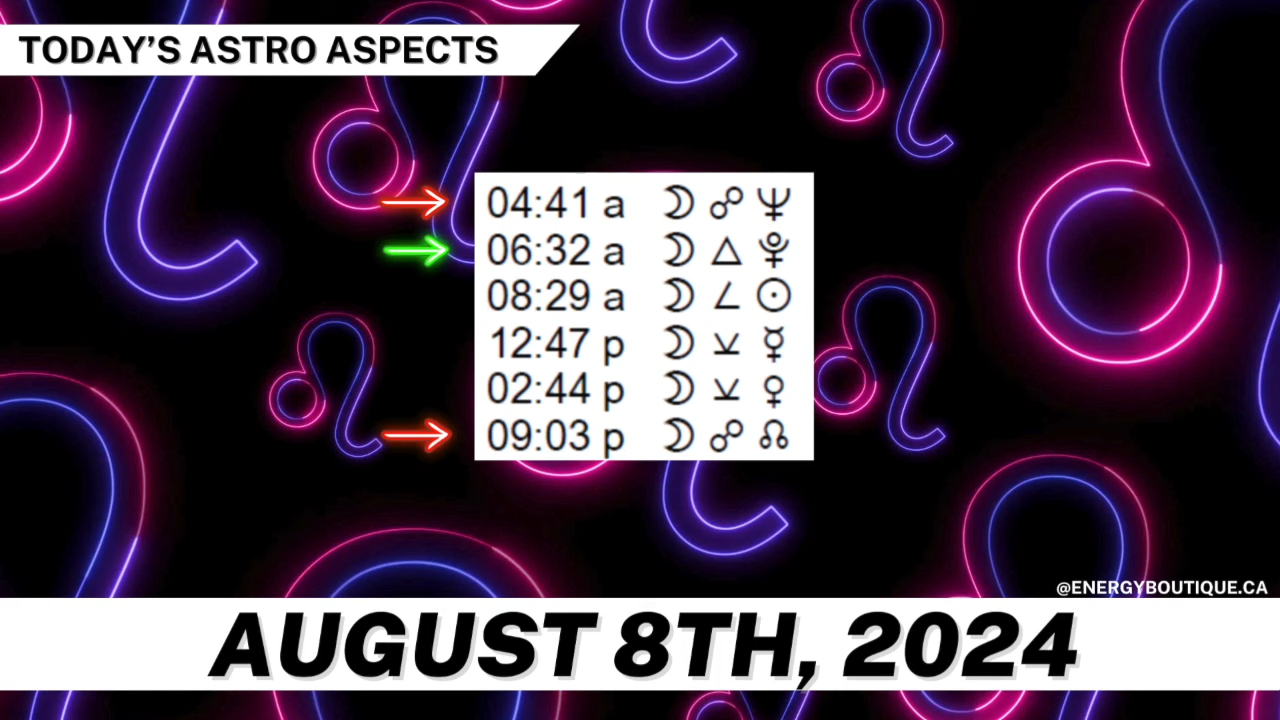 TODAY'S ASTRO ASPECTS
04:41 a ☽ ☍ ♆
06:32 a ☽ △ ♇
08:29 a ☽ ∠ ☉
12:47 p ☽ ⚺ ☿
02:44 p ☽ ⚺ ♀
09:03 p ☽ ☍ ☊
@ENERGYBOUTIQUE.CA
AUGUST 8TH, 2024